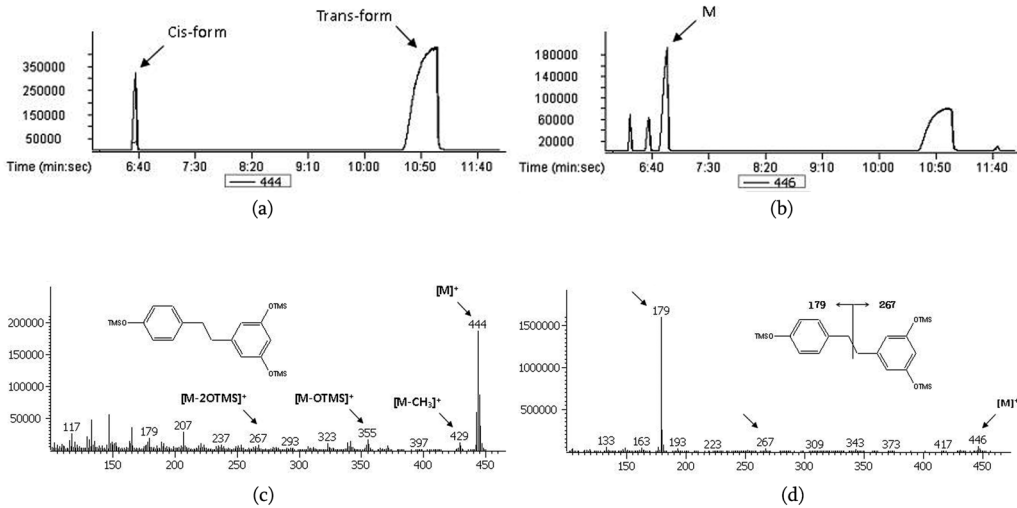 Cis-form
Trans-form
350000
250000
150000
50000
Time (min:sec) 6:40 7:30 8:20 9:10 10:00 10:50 11:40
444
(a)
M
180000
140000
100000
60000
20000
Time (min:sec) 6:40 7:30 8:20 9:10 10:00 10:50 11:40
446
(b)
[M]+
444
200000
150000
100000
50000
TMSO
OTMS
OTMS
[M-2OTMS]+
[M-OTMS]+
[M-CH3]+
117 179 207 237 267 293 323 355 397 429
150 200 250 300 350 400 450
(c)
179
179 267
1500000
1000000
500000
TMSO
OTMS
OTMS
[M]+
133 163 193 223 267 309 343 373 417 446
150 200 250 300 350 400 450
(d)